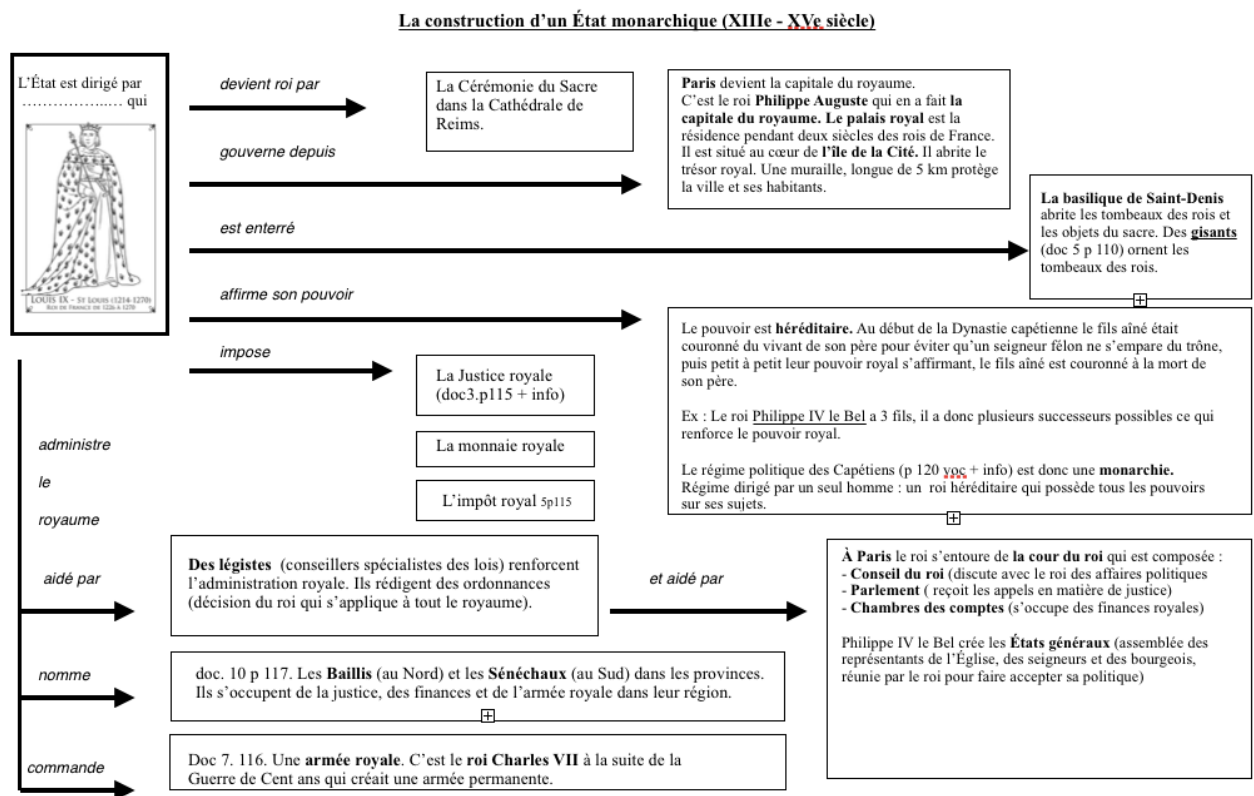 La construction d'un État monarchique (XIIIe - XVe siècle)
L'État est dirigé par
……………..… qui
LOUIS IX - ST LOUIS (1214-1270)
ROI DE FRANCE DE 1226 À 1270
devient roi par
La Cérémonie du Sacre
dans la Cathédrale de
Reims.
gouverne depuis
Paris devient la capitale du royaume.
C'est le roi Philippe Auguste qui en a fait la
capitale du royaume. Le palais royal est la
résidence pendant deux siècles des rois de France.
Il est situé au cœur de l'île de la Cité. Il abrite le
trésor royal. Une muraille, longue de 5 km protège
la ville et ses habitants.
est enterré
La basilique de Saint-Denis
abrite les tombeaux des rois et
les objets du sacre. Des gisants
(doc 5 p 110) ornent les
tombeaux des rois.
affirme son pouvoir
Le pouvoir est héréditaire. Au début de la Dynastie capétienne le fils aîné était
couronné du vivant de son père pour éviter qu'un seigneur félon ne s'empare du trône,
puis petit à petit leur pouvoir royal s'affirmant, le fils aîné est couronné à la mort de
son père.
Ex : Le roi Philippe IV le Bel a 3 fils, il a donc plusieurs successeurs possibles ce qui
renforce le pouvoir royal.
Le régime politique des Capétiens (p 120 voc + info) est donc une monarchie.
Régime dirigé par un seul homme : un roi héréditaire qui possède tous les pouvoirs
sur ses sujets.
impose
La Justice royale
(doc3.p115 + info)
La monnaie royale
L'impôt royal 5p115
administre
le
royaume
aidé par
Des légistes (conseillers spécialistes des lois) renforcent
l'administration royale. Ils rédigent des ordonnances
(décision du roi qui s'applique à tout le royaume).
et aidé par
À Paris le roi s'entoure de la cour du roi qui est composée :
- Conseil du roi (discute avec le roi des affaires politiques
- Parlement ( reçoit les appels en matière de justice)
- Chambres des comptes (s'occupe des finances royales)
Philippe IV le Bel crée les États généraux (assemblée des
représentants de l'Église, des seigneurs et des bourgeois,
réunie par le roi pour faire accepter sa politique)
nomme
doc. 10 p 117. Les Baillis (au Nord) et les Sénéchaux (au Sud) dans les provinces.
Ils s'occupent de la justice, des finances et de l'armée royale dans leur région.
commande
Doc 7. 116. Une armée royale. C'est le roi Charles VII à la suite de la
Guerre de Cent ans qui créait une armée permanente.